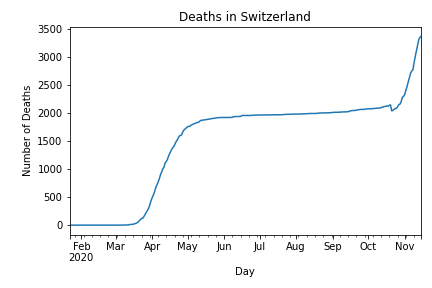 Deaths in Switzerland
3500
3000
2500
2000
1500
1000
500
0
Number of Deaths
Feb Mar Apr May Jun Jul Aug Sep Oct Nov
2020
Day